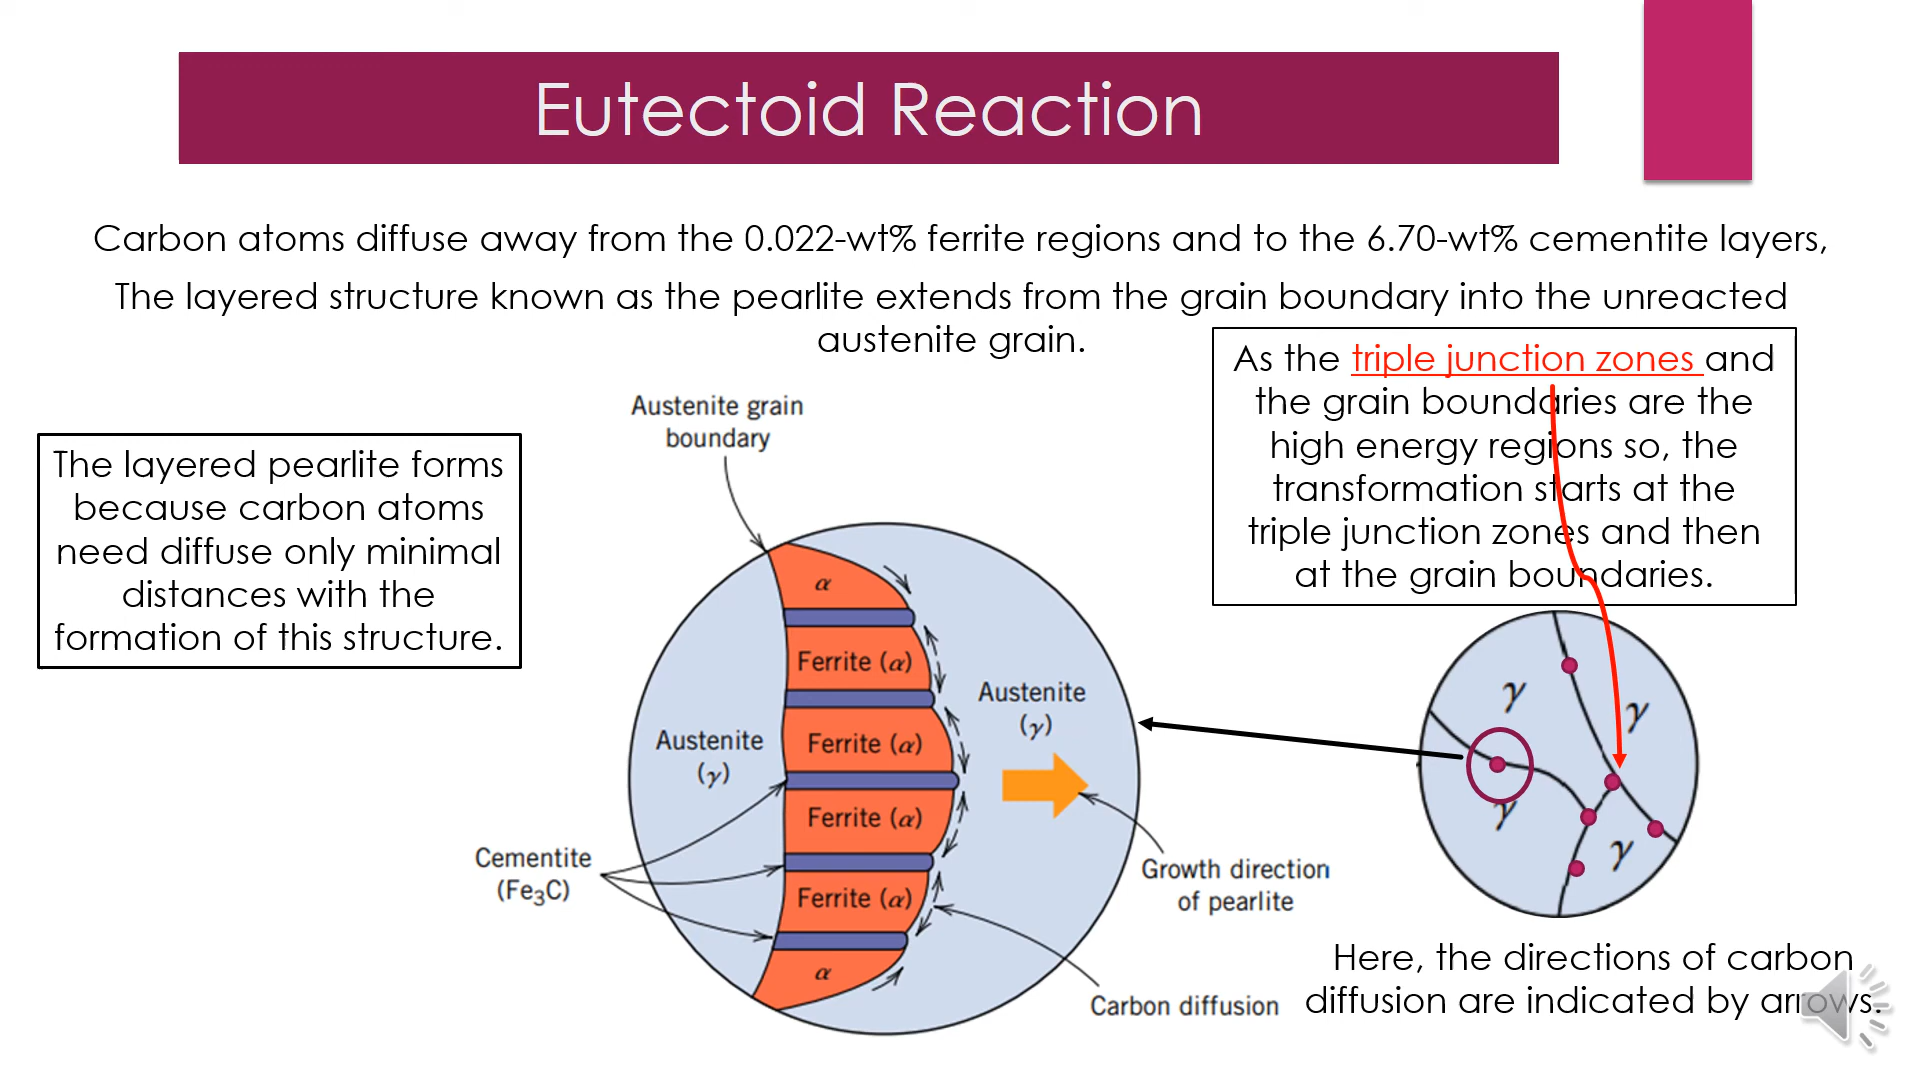 Eutectoid Reaction
Carbon atoms diffuse away from the 0.022-wt% ferrite regions and to the 6.70-wt% cementite layers,
The layered structure known as the pearlite extends from the grain boundary into the unreacted
austenite grain.
The layered pearlite forms
because carbon atoms
need diffuse only minimal
distances with the
formation of this structure.
As the triple junction zones and
the grain boundaries are the
high energy regions so, the
transformation starts at the
triple junction zones and then
at the grain boundaries.
Austenite grain
boundary
α
Ferrite (α)
Ferrite (α)
Ferrite (α)
Ferrite (α)
α
Austenite
(γ)
Austenite
(γ)
Cementite
(Fe₃C)
Growth direction
of pearlite
Carbon diffusion
γ
γ
γ
γ
Here, the directions of carbon
diffusion are indicated by arrows.